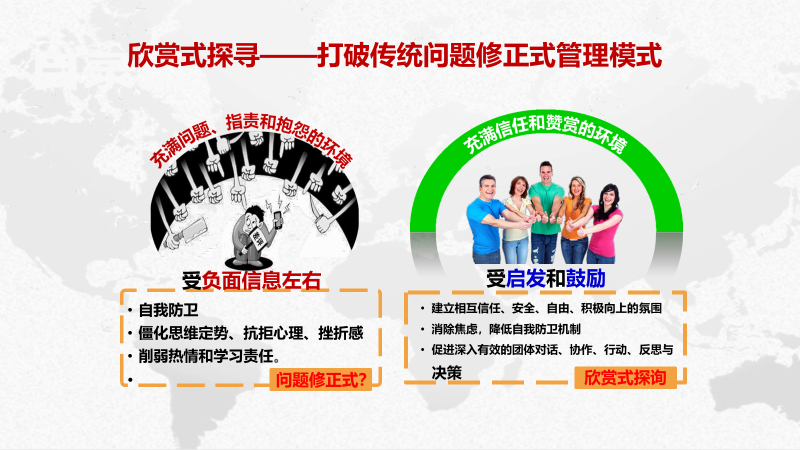 欣赏式探寻——打破传统问题修正式管理模式
充满问题、指责和抱怨的环境
充满信任和赞赏的环境
受负面信息左右
• 自我防卫
• 僵化思维定势、抗拒心理、挫折感
• 削弱热情和学习责任。
•
问题修正式？
受启发和鼓励
• 建立相互信任、安全、自由、积极向上的氛围
• 消除焦虑，降低自我防卫机制
• 促进深入有效的团体对话、协作、行动、反思与
决策
欣赏式探询